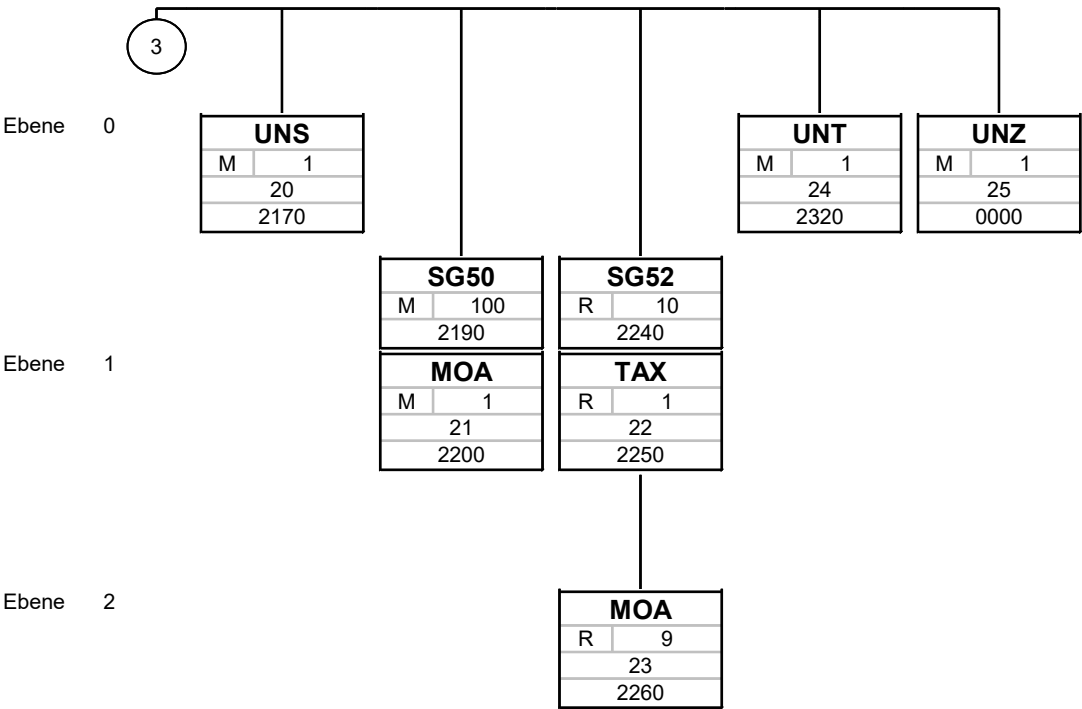 3
Ebene 0
UNS UNT UNZ
M 1 M 1 M 1
20 24 25
2170 2320 0000
SG50 SG52
M 100 R 10
2190 2240
Ebene 1
MOA TAX
M 1 R 1
21 22
2200 2250
Ebene 2
MOA
R 9
23
2260